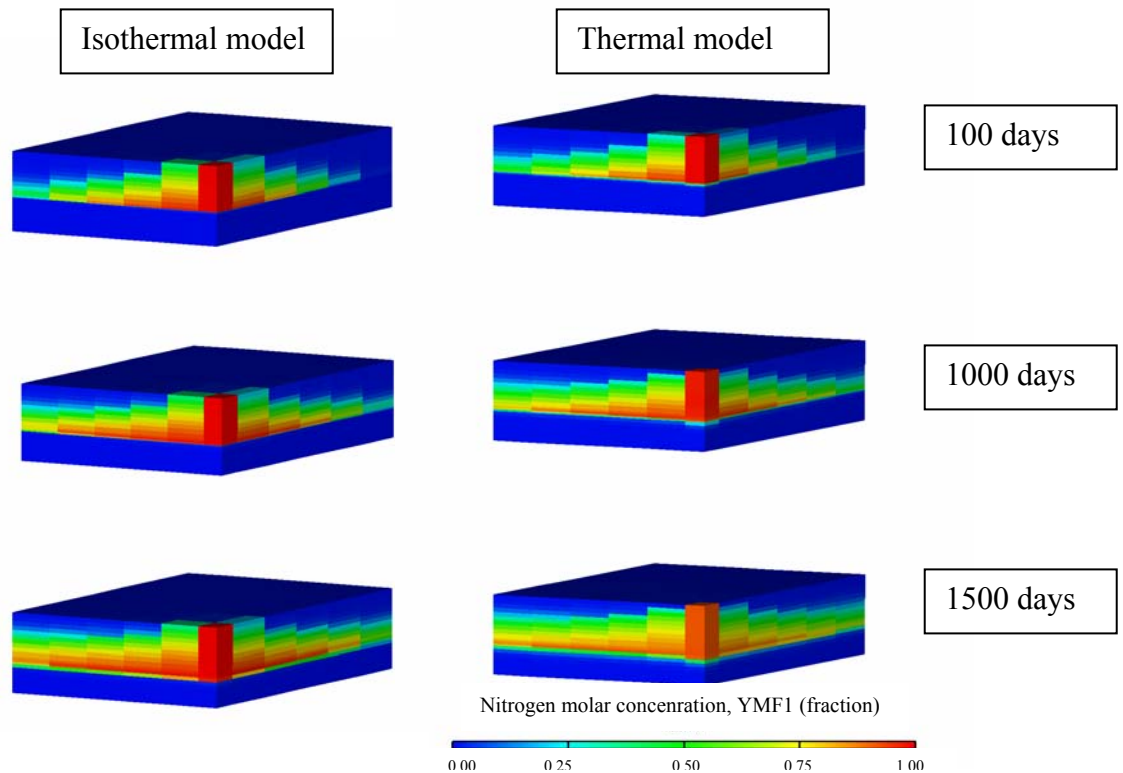 Isothermal model
Thermal model
100 days
1000 days
1500 days
Nitrogen molar concenration, YMF1 (fraction)
0.00 0.25 0.50 0.75 1.00